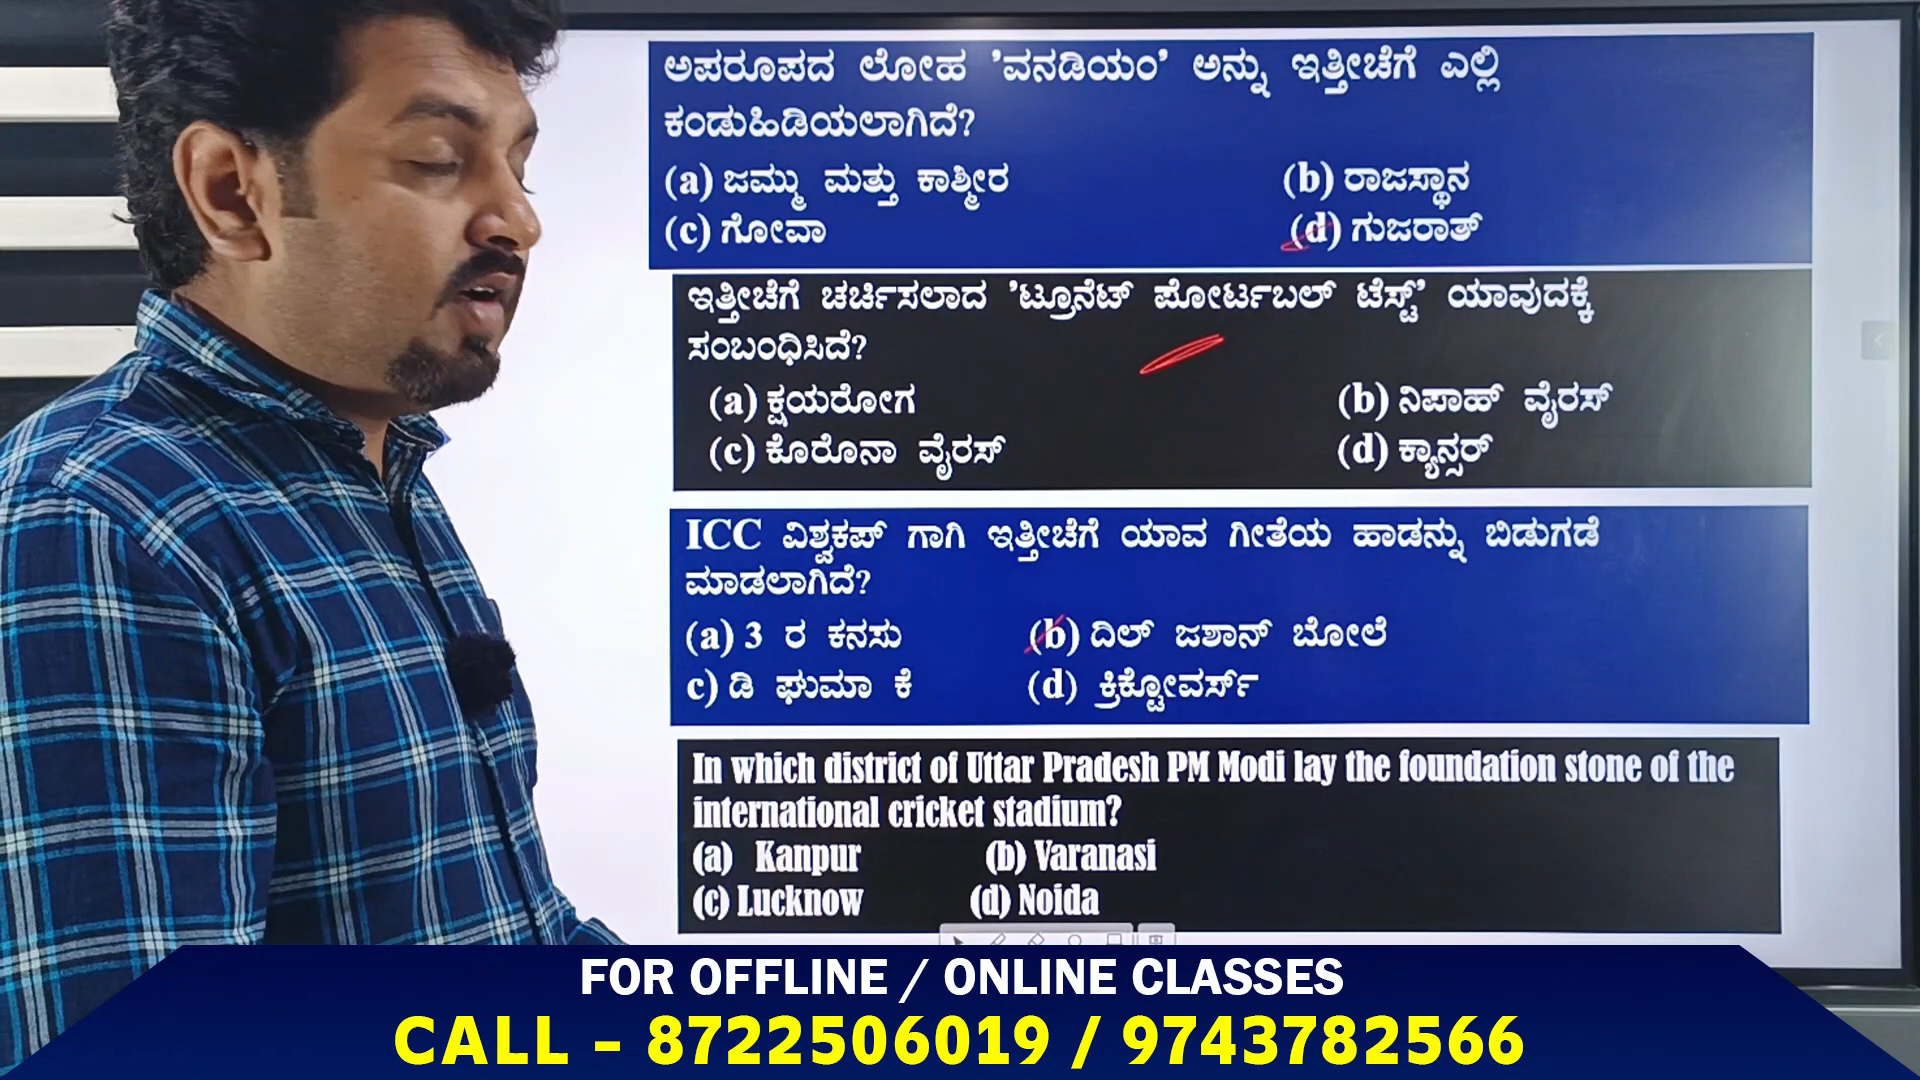 ಅಪರೂಪದ ಲೋಹ 'ವನಡಿಯಂ' ಅನ್ನು ಇತ್ತೀಚೆಗೆ ಎಲ್ಲಿ
ಕಂಡುಹಿಡಿಯಲಾಗಿದೆ?
(a) ಜಮ್ಮು ಮತ್ತು ಕಾಶ್ಮೀರ (b) ರಾಜಸ್ಥಾನ
(c) ಗೋವಾ (d) ಗುಜರಾತ್
ಇತ್ತೀಚೆಗೆ ಚರ್ಚಿಸಲಾದ 'ಟ್ರೂನೆಟ್ ಪೋರ್ಟಬಲ್ ಟೆಸ್ಟ್' ಯಾವುದಕ್ಕೆ
ಸಂಬಂಧಿಸಿದೆ?
(a) ಕ್ಷಯರೋಗ (b) ನಿಪಾಹ್ ವೈರಸ್
(c) ಕೊರೊನಾ ವೈರಸ್ (d) ಕ್ಯಾನ್ಸರ್
ICC ವಿಶ್ವಕಪ್ ಗಾಗಿ ಇತ್ತೀಚೆಗೆ ಯಾವ ಗೀತೆಯ ಹಾಡನ್ನು ಬಿಡುಗಡೆ
ಮಾಡಲಾಗಿದೆ?
(a) 3 ರ ಕನಸು (b) ದಿಲ್ ಜಶಾನ್ ಬೋಲೆ
c) ಡಿ ಘುಮಾ ಕೆ (d) ಕ್ರಿಕ್ಟೋವರ್ಸ್
In which district of Uttar Pradesh PM Modi lay the foundation stone of the
international cricket stadium?
(a) Kanpur (b) Varanasi
(c) Lucknow (d) Noida
FOR OFFLINE / ONLINE CLASSES
CALL – 8722506019 / 9743782566